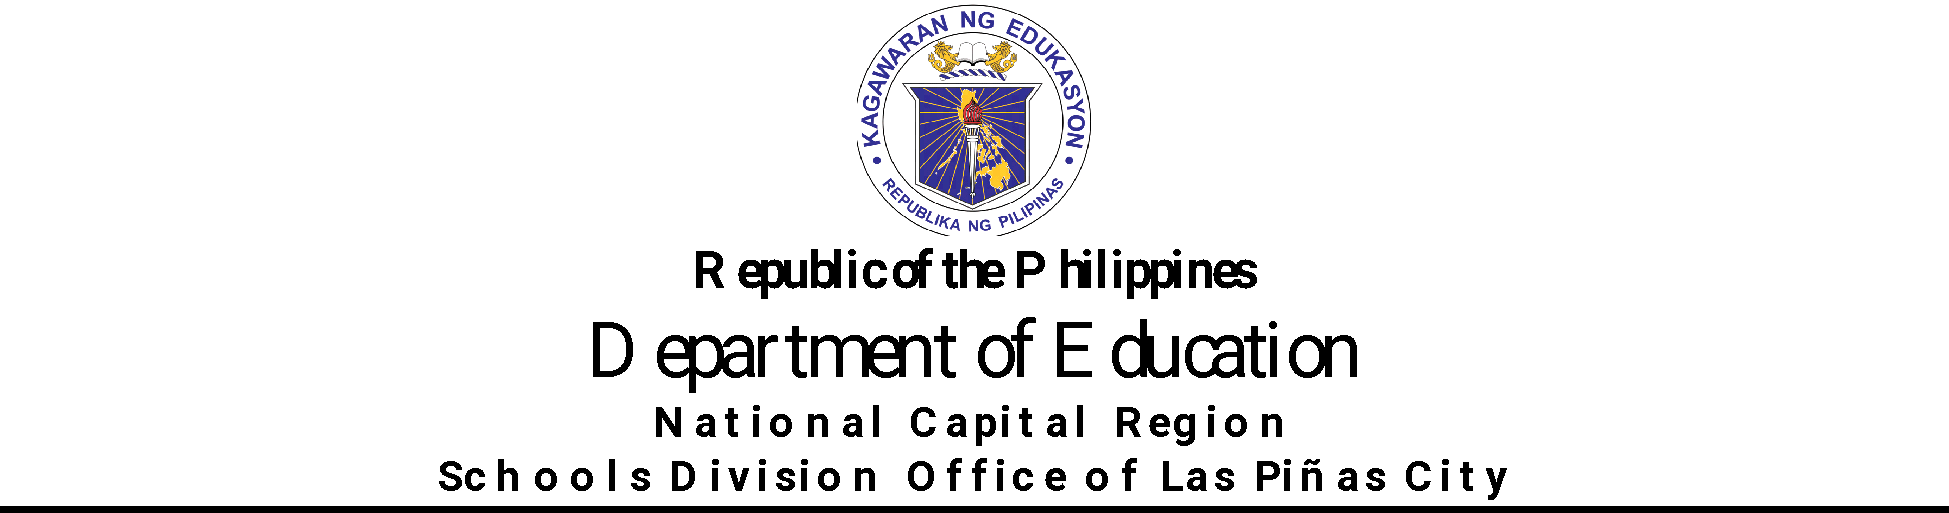 KAGAWARAN NG EDUKASYON
REPUBLIKA NG PILIPINAS
Republic of the Philippines
Department of Education
National Capital Region
Schools Division Office of Las Piñas City